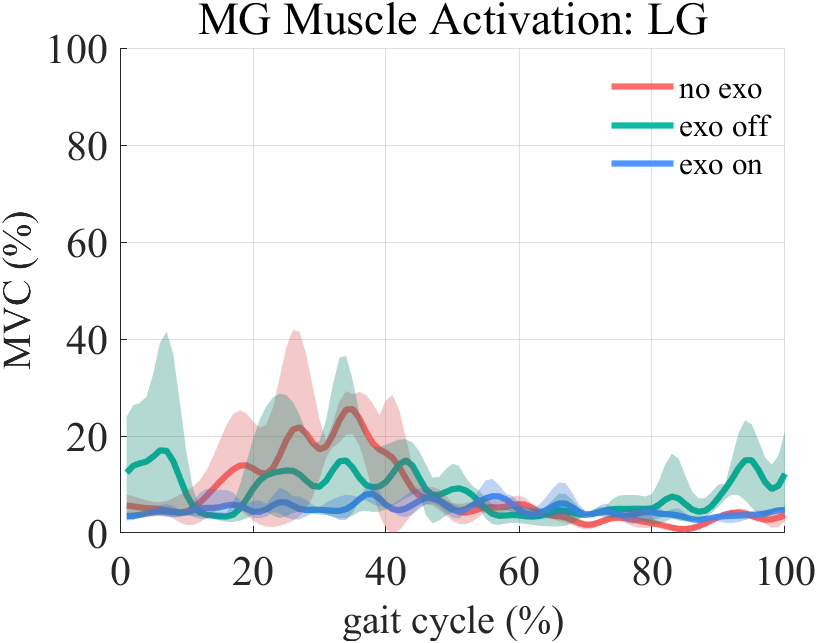 MG Muscle Activation: LG
100
80
60
40
20
0
MVC (%)
no exo
exo off
exo on
0 20 40 60 80 100
gait cycle (%)